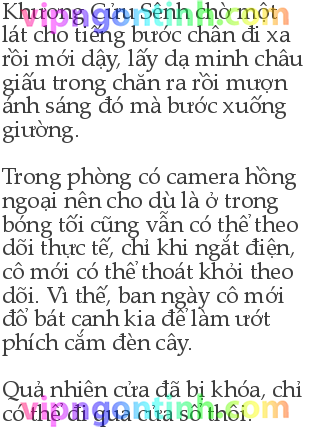 Khương Cửu Sênh chờ một
lát cho tiếng bước chân đi xa
rồi mới dậy, lấy dạ minh châu
giấu trong chăn ra rồi mượn
ánh sáng đó mà bước xuống
giường.
Trong phòng có camera hồng
ngoại nên cho dù là ở trong
bóng tối cũng vẫn có thể theo
dõi thực tế, chỉ khi ngắt điện,
cô mới có thể thoát khỏi theo
dõi. Vì thế, ban ngày cô mới
đổ bát canh kia để làm ướt
phích cắm đèn cây.
Quả nhiên cửa đã bị khóa, chỉ
có thể đi qua cửa sổ thôi.
vipngontinh.com
vipngontinh.com